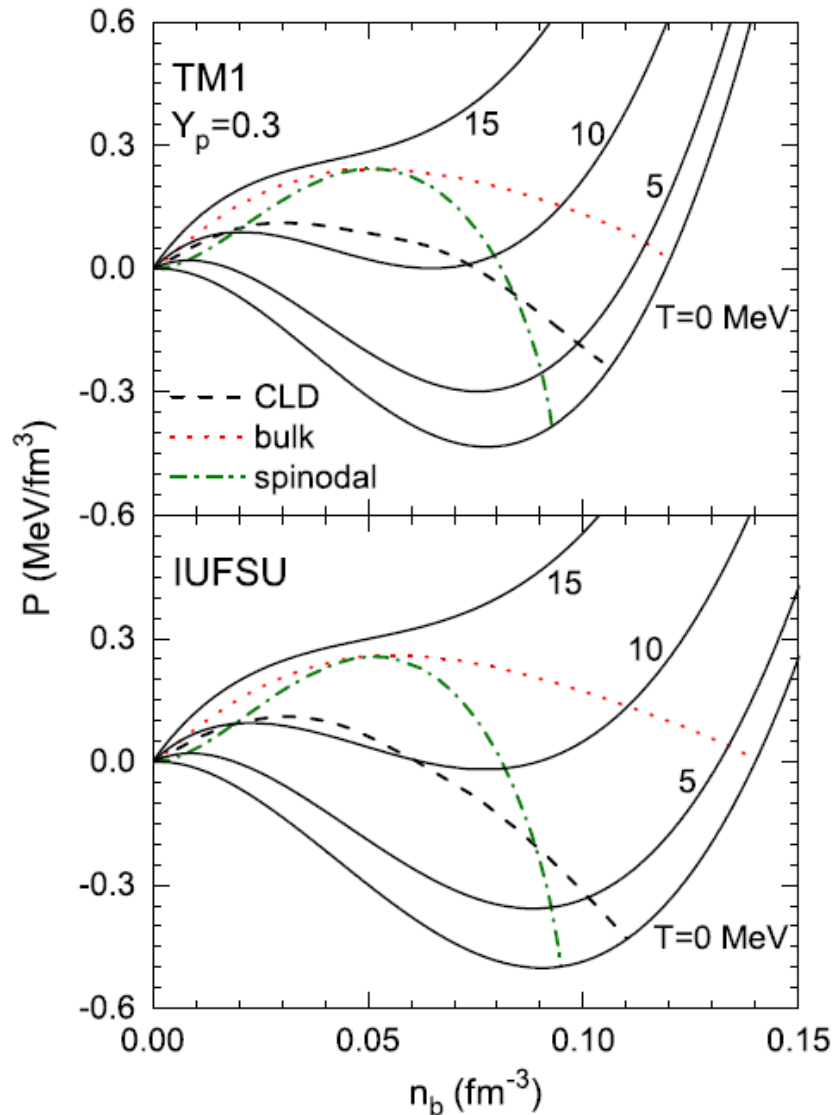 0.6
TM1
Y_p=0.3
15
10
0.3
5
0.0
T=0 MeV
-0.3
CLD
bulk
spinodal
P (MeV/fm^3)
-0.6
IUFSU
15
0.3
10
0.0
5
-0.3
T=0 MeV
-0.6
0.00 0.05 0.10 0.15
n_b (fm^-3)